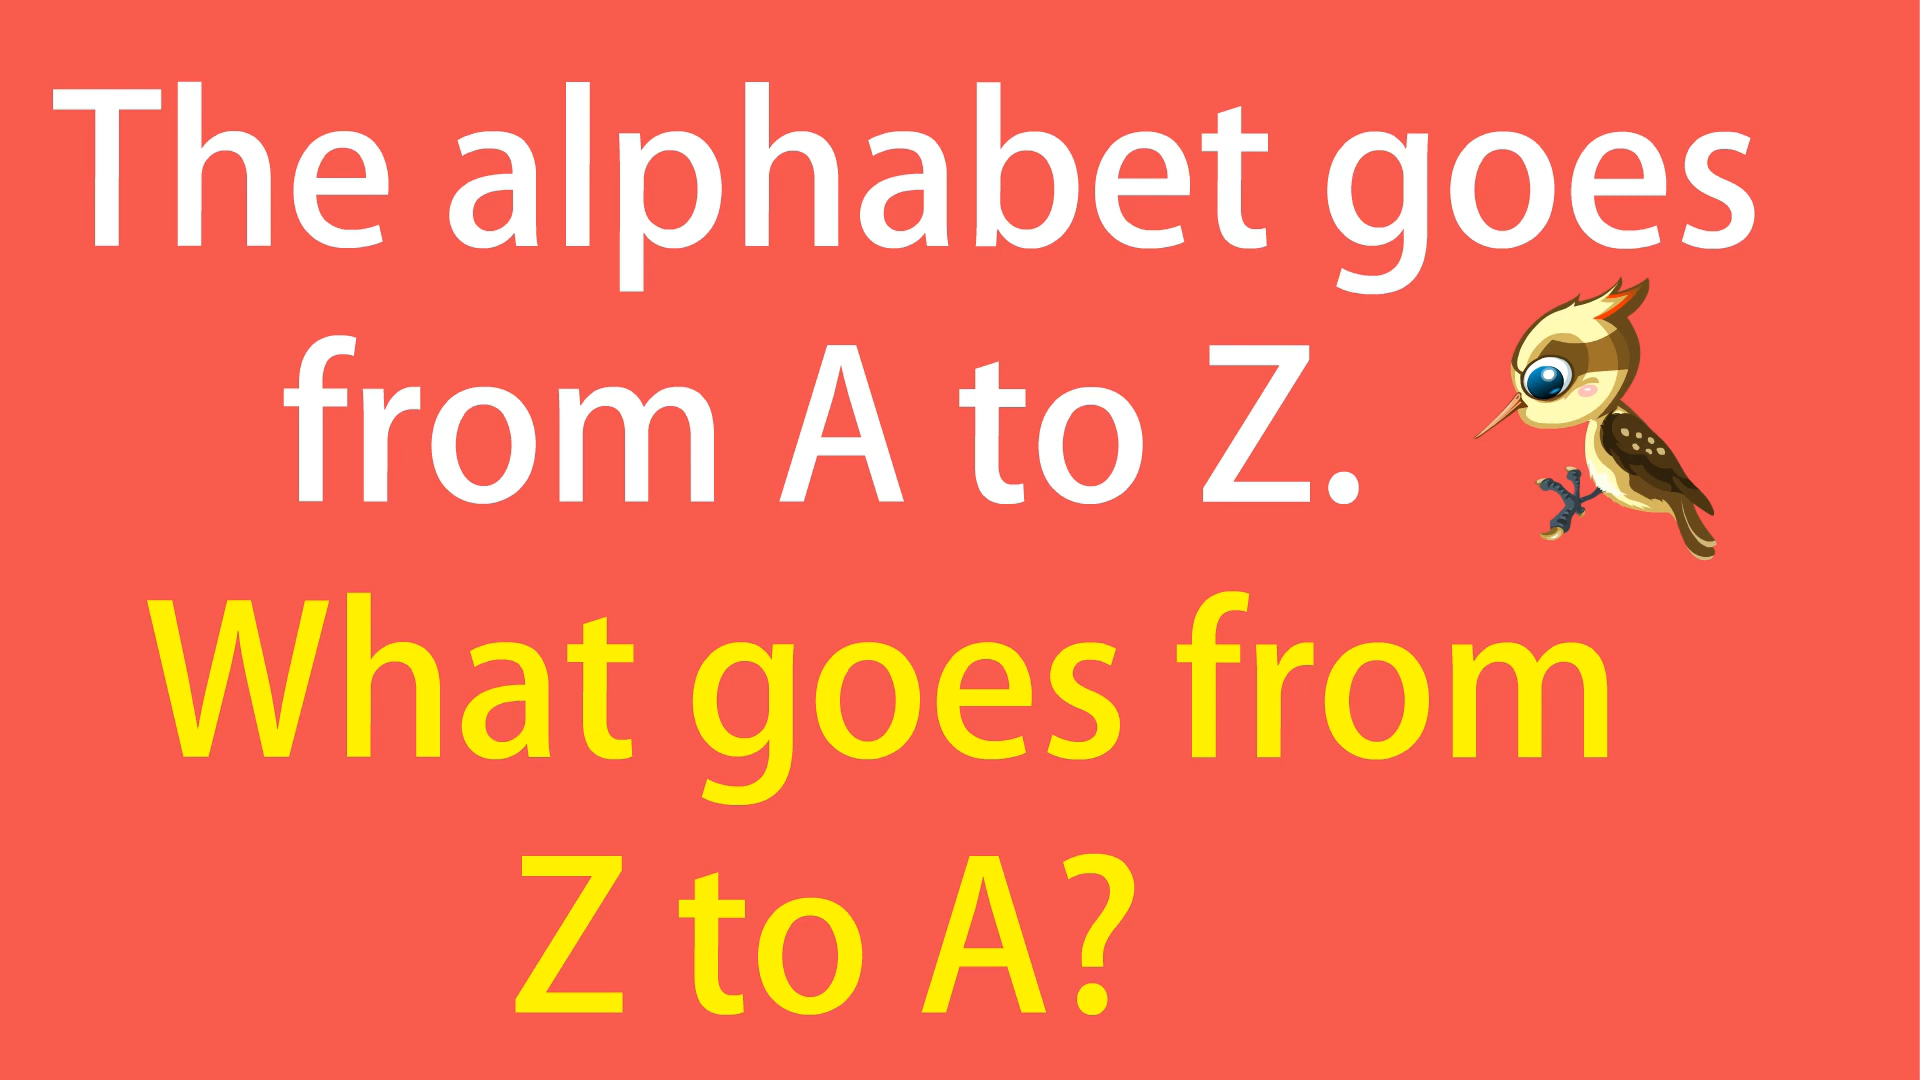 The alphabet goes
from A to Z.
What goes from
Z to A?